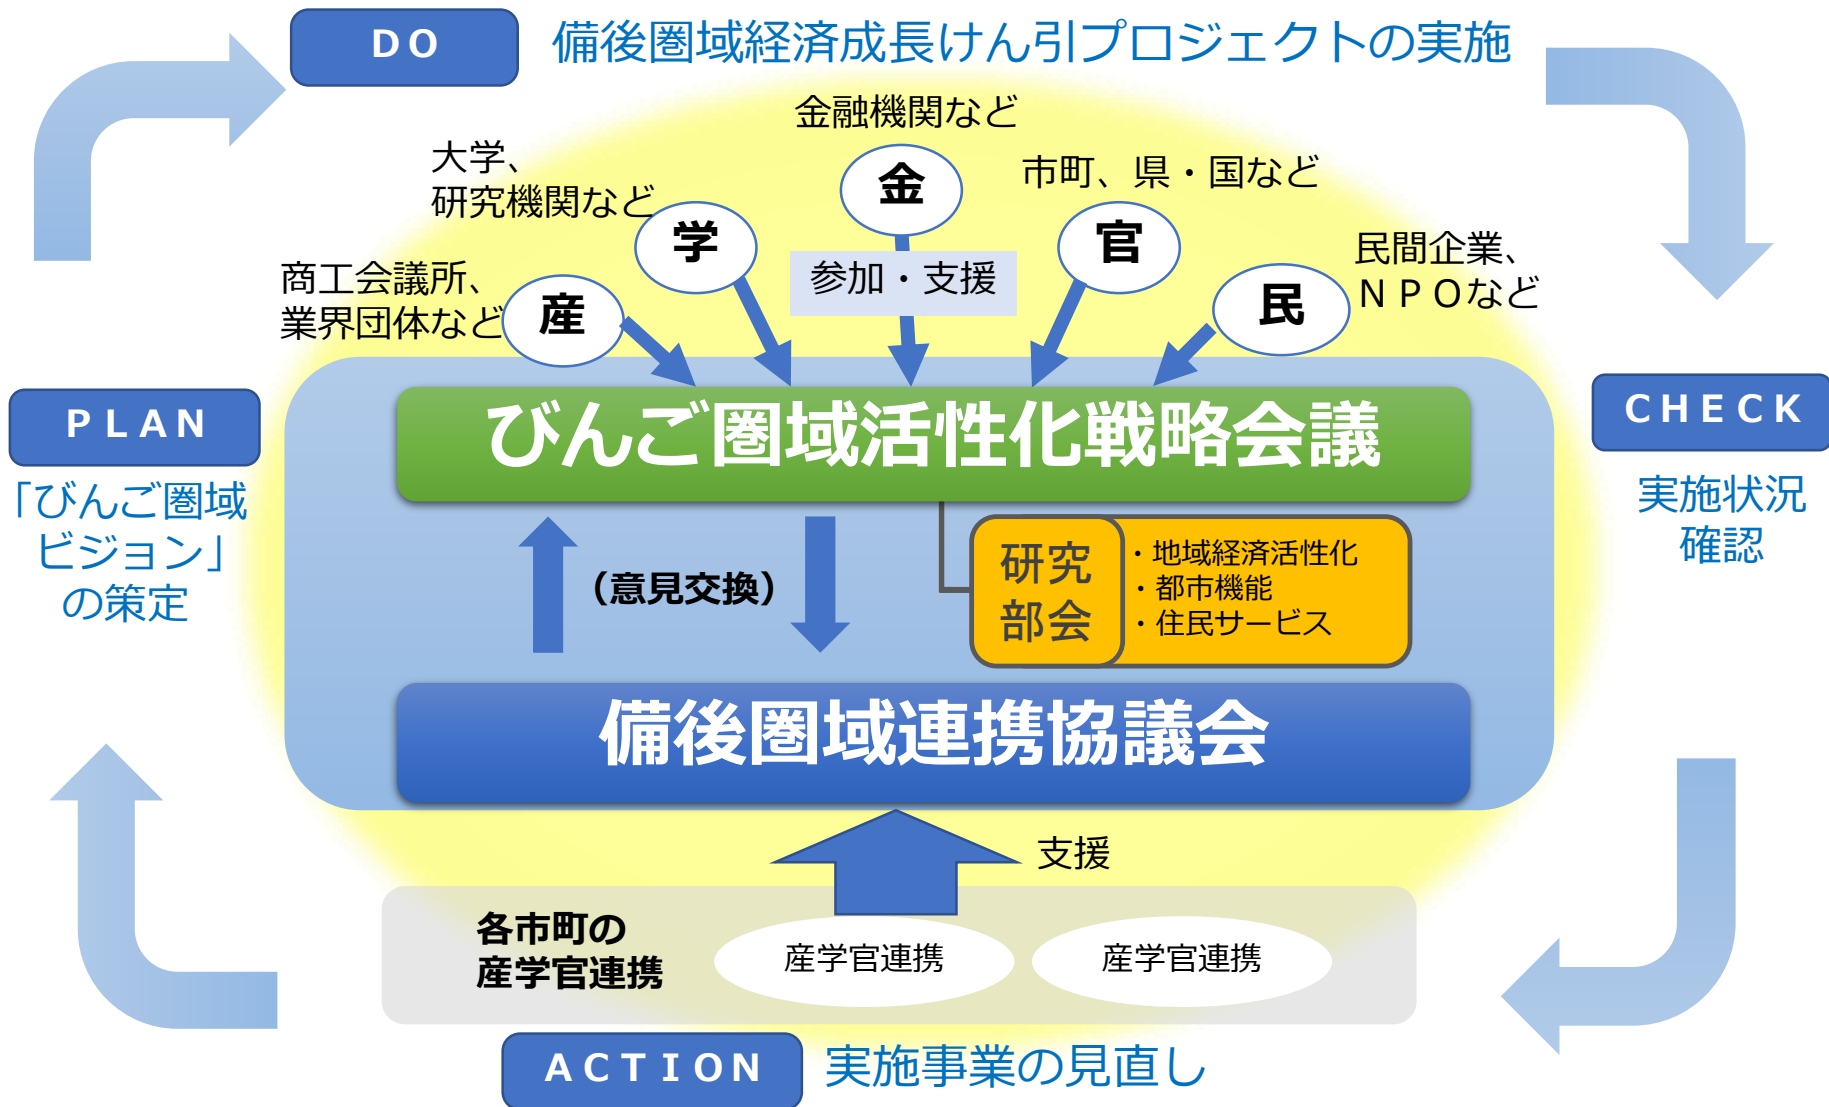 ＤＯ
備後圏域経済成長けん引プロジェクトの実施
金融機関など
金
大学、
研究機関など
学
市町、県・国など
官
参加・支援
商工会議所、
業界団体など
産
民間企業、
ＮＰＯなど
民
ＰＬＡＮ
「びんご圏域
ビジョン」
の策定
びんご圏域活性化戦略会議
ＣＨＥＣＫ
実施状況
確認
（意見交換）
研究
部会
・地域経済活性化
・都市機能
・住民サービス
備後圏域連携協議会
支援
各市町の
産学官連携
産学官連携
産学官連携
ＡＣＴＩＯＮ
実施事業の見直し